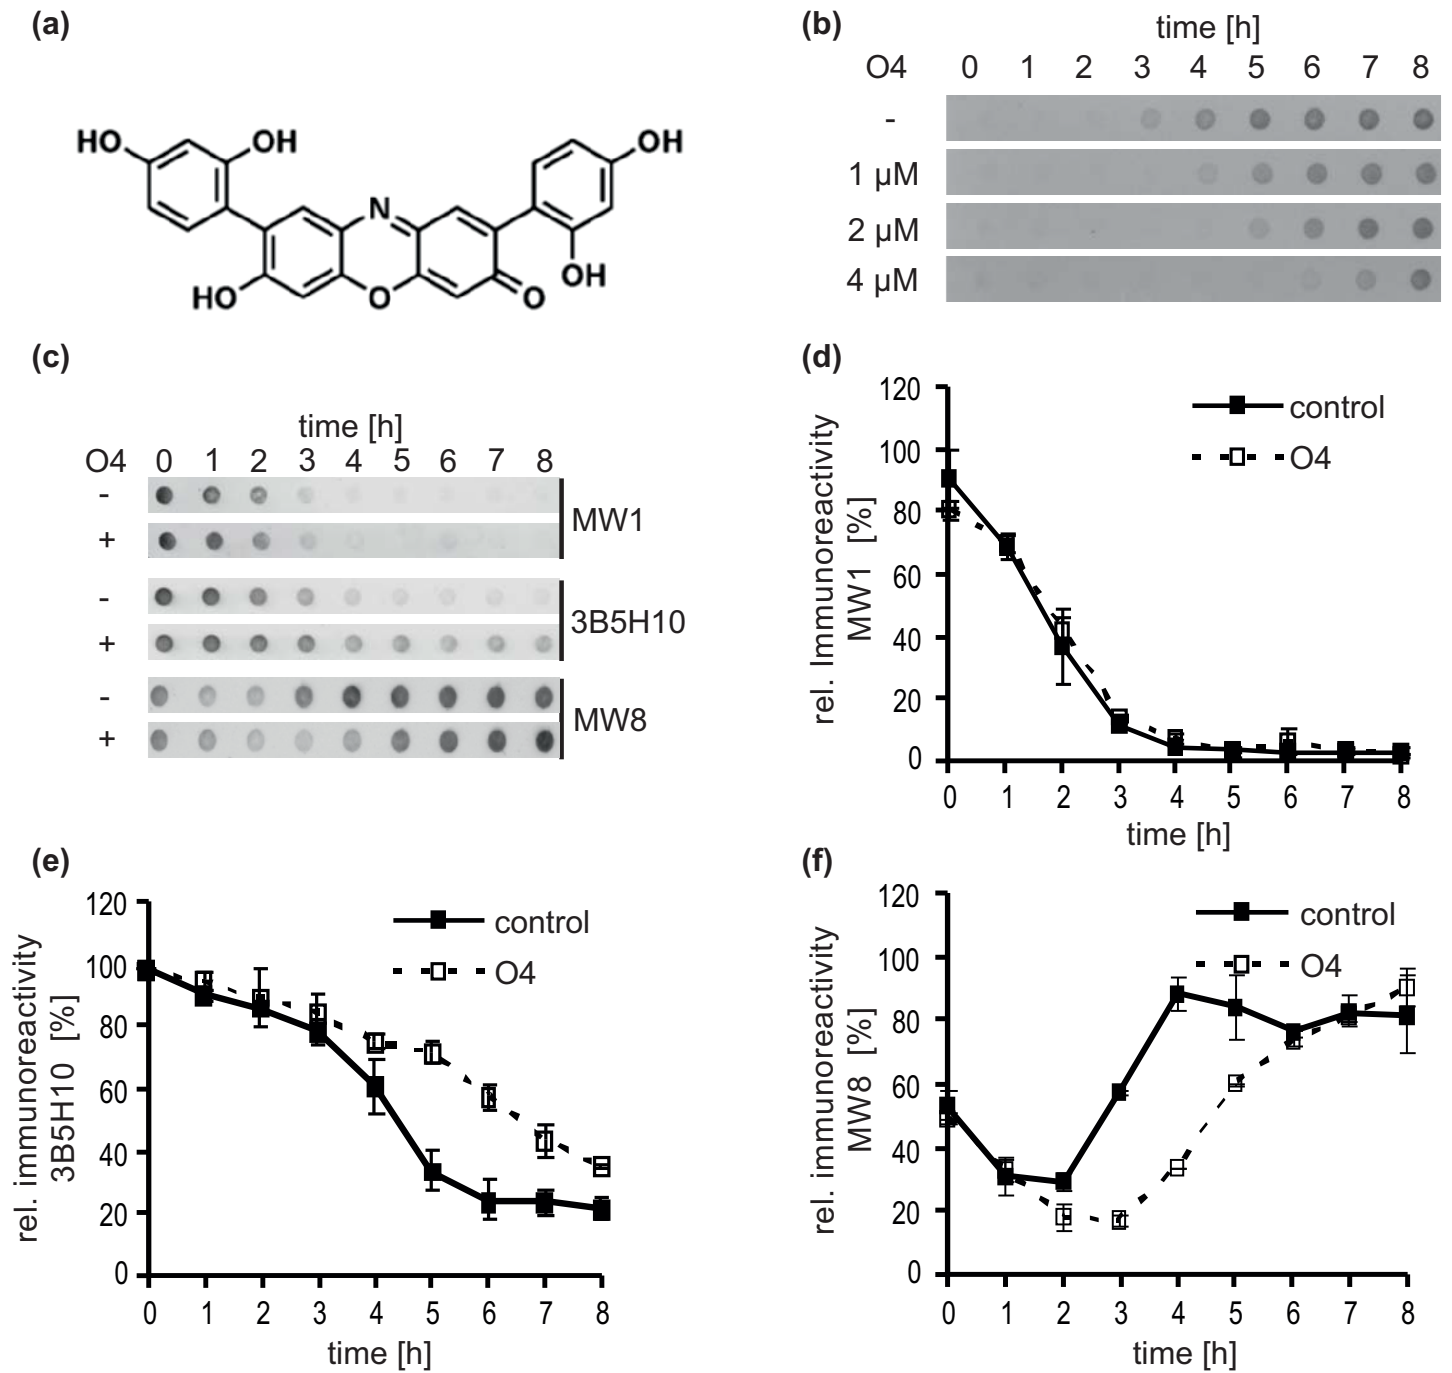 (a)
HO
OH
OH
N
HO
O
O
OH
(b)
time [h]
O4 0 1 2 3 4 5 6 7 8
-
1 µM
2 µM
4 µM
(c)
time [h]
O4 0 1 2 3 4 5 6 7 8
-
+
MW1
-
+
3B5H10
-
+
MW8
(d)
rel. Immunoreactivity
MW1 [%]
120
100
80
60
40
20
0
control
O4
0 1 2 3 4 5 6 7 8
time [h]
(e)
rel. immunoreactivity
3B5H10 [%]
120
100
80
60
40
20
0
control
O4
0 1 2 3 4 5 6 7 8
time [h]
(f)
rel. immunoreactivity
MW8 [%]
120
100
80
60
40
20
0
control
O4
0 1 2 3 4 5 6 7 8
time [h]